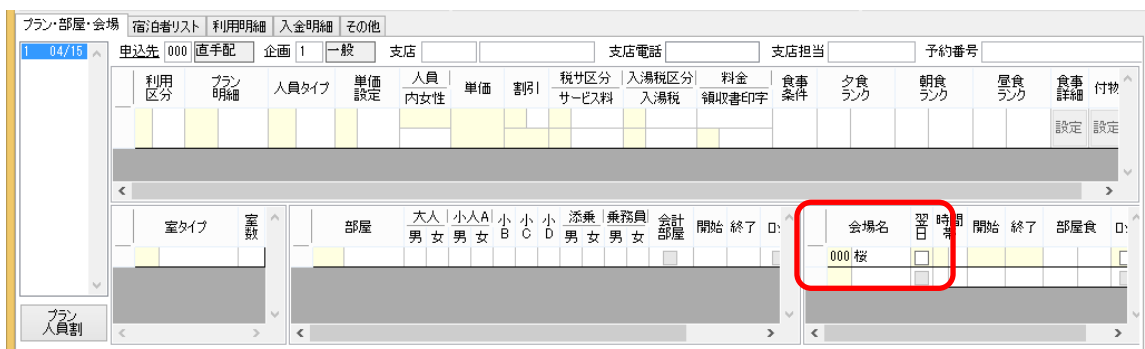 プラン・部屋・会場 宿泊者リスト 利用明細 入金明細 その他
1 04/15 申込先 000 直手配 企画 1 一般 支店 支店電話 支店担当 予約番号
利用区分 プラン明細 人員タイプ 単価設定 人員 内女性 単価 割引 税サ区分 サービス料 入湯税区分 入湯税 料金 領収書印字 食事条件 夕食ランク 朝食ランク 昼食ランク 食事詳細 付物
設定 設定
室タイプ 室数 部屋 大人 男 女 小人A 男 女 小B 小C 小D 添乗 男 女 乗務員 男 女 会計部屋 開始 終了 会場名 翌日 時間帯 開始 終了 部屋食
000 桜
プラン人員割